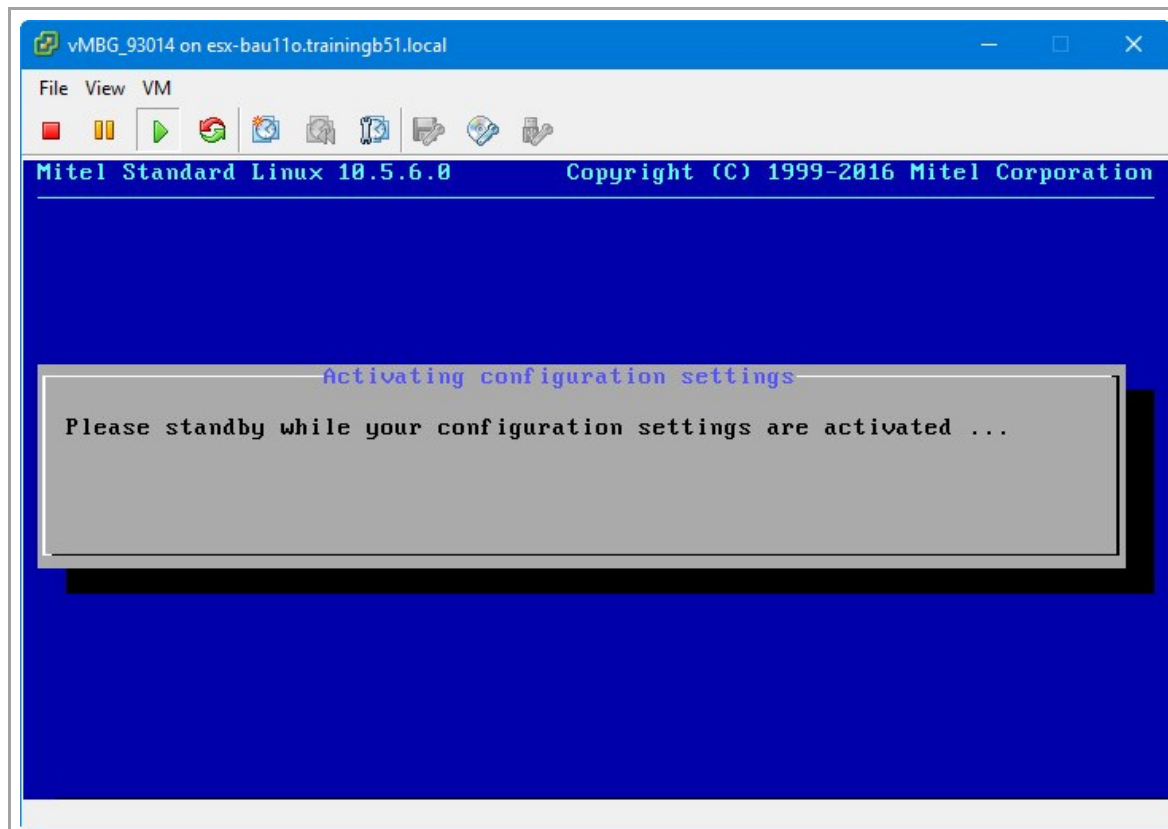 vMBG_93014 on esx-bau11o.trainingb51.local
File View VM
Mitel Standard Linux 10.5.6.0 Copyright (C) 1999-2016 Mitel Corporation
Activating configuration settings
Please standby while your configuration settings are activated ...